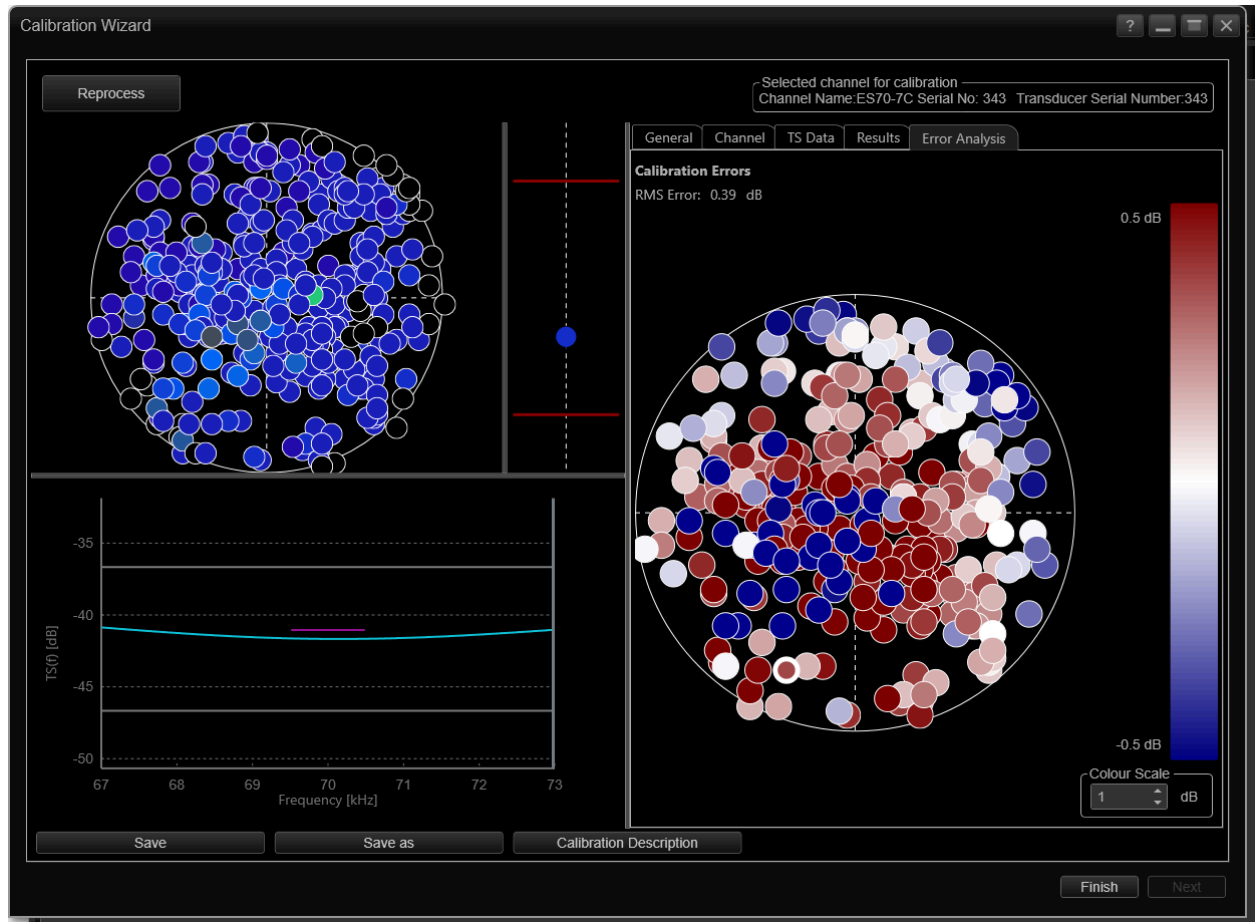 Calibration Wizard
?
Reprocess
Selected channel for calibration
Channel Name:ES70-7C Serial No: 343 Transducer Serial Number:343
General Channel TS Data Results Error Analysis
Calibration Errors
RMS Error: 0.39 dB
0.5 dB
-0.5 dB
Colour Scale
1 dB
-35
-40
-45
-50
TS(f) [dB]
67 68 69 70 71 72 73
Frequency [kHz]
Save Save as Calibration Description
Finish Next